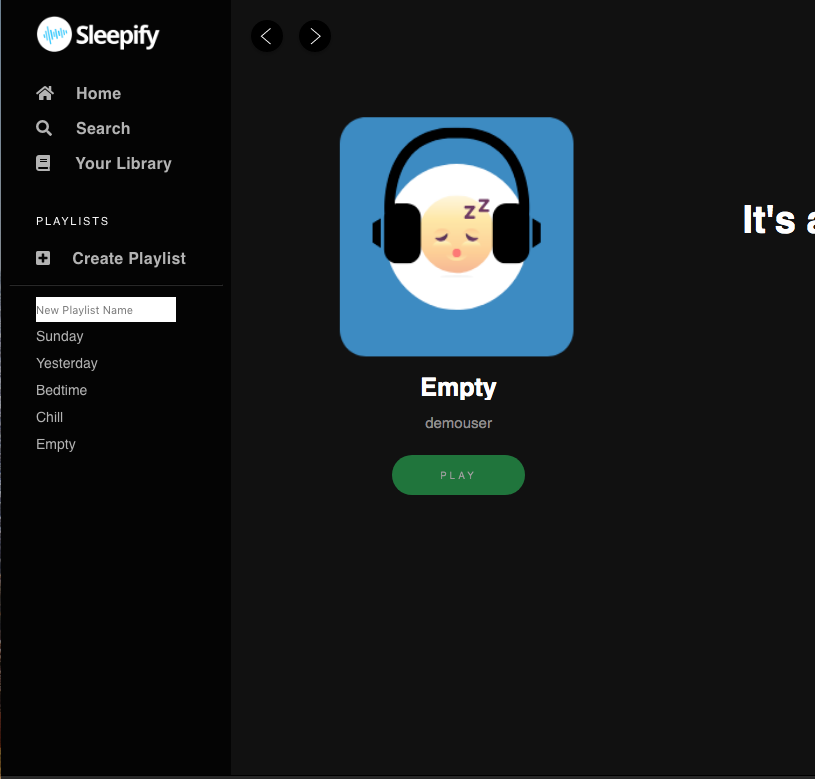 Sleepify
Home
Search
Your Library
PLAYLISTS
Create Playlist
New Playlist Name
Sunday
Yesterday
Bedtime
Chill
Empty
z z
Empty
demouser
PLAY
It's a